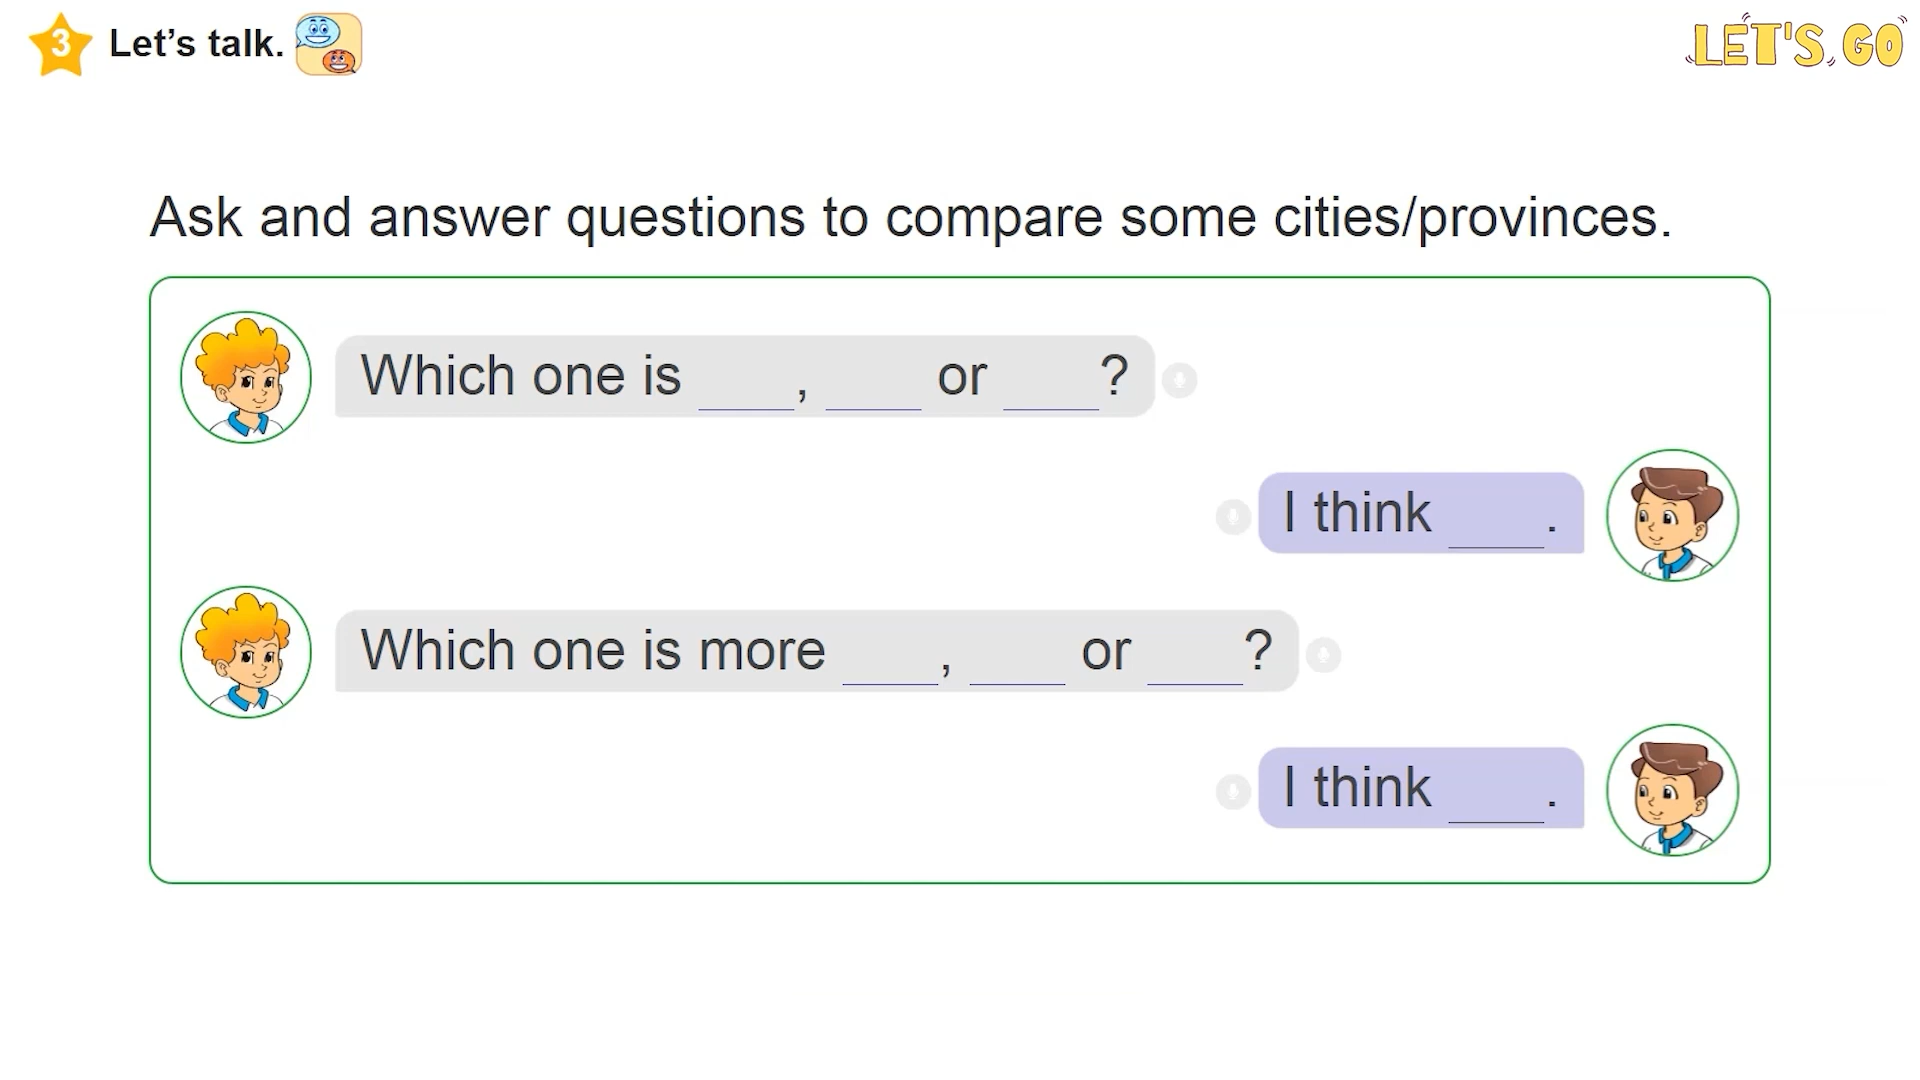 3 Let's talk.
LET'S GO
Ask and answer questions to compare some cities/provinces.
Which one is ____, ____ or ____?
I think ____.
Which one is more ____, ____ or ____?
I think ____.